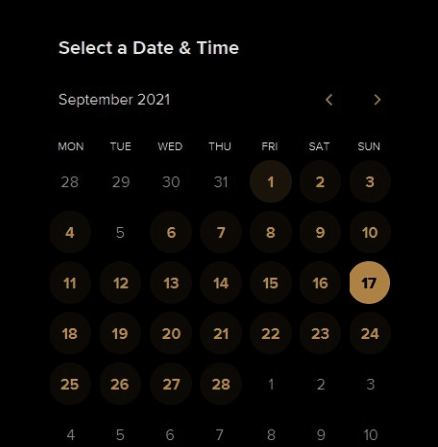 Select a Date & Time
September 2021
MON TUE WED THU FRI SAT SUN
28 29 30 31 1 2 3
4 5 6 7 8 9 10
11 12 13 14 15 16 17
18 19 20 21 22 23 24
25 26 27 28 1 2 3
4 5 6 7 8 9 10